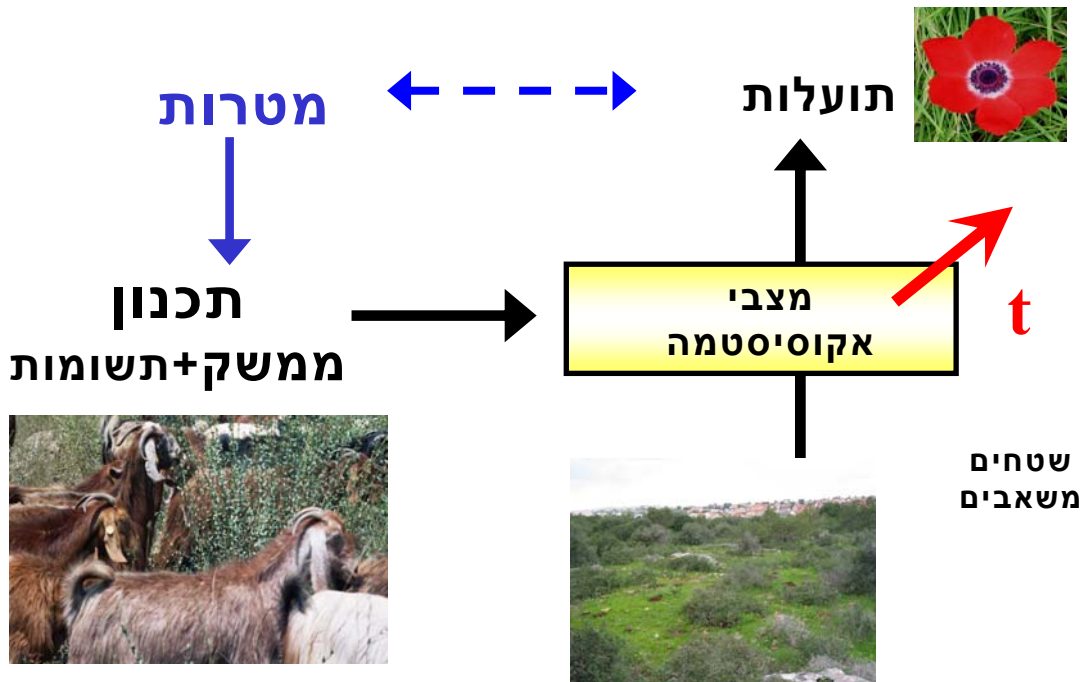 מטרות
תועלות
תכנון
ממשק+תשומות
מצבי
אקוסיסטמה
t
שטחים
משאבים